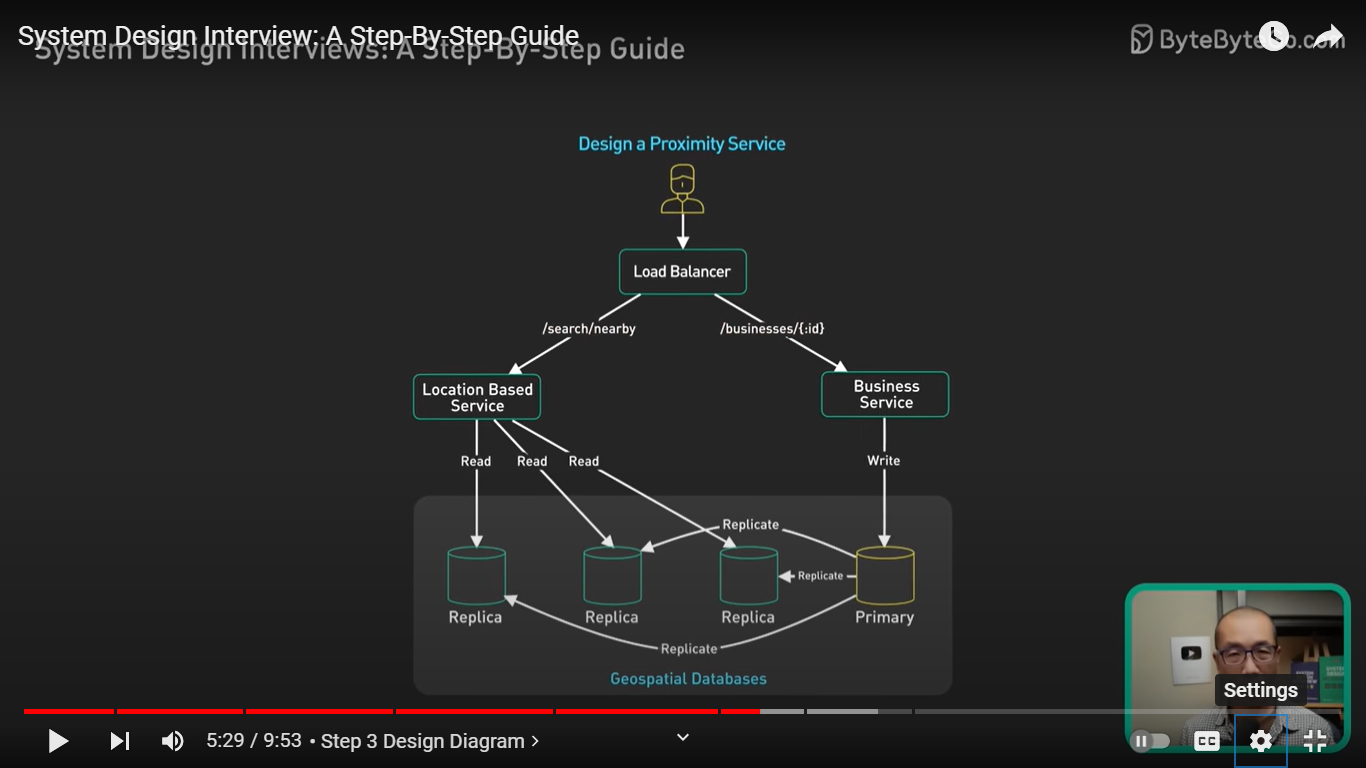 System Design Interview: A Step-By-Step Guide
System Design Interviews: A Step-By-Step Guide
Design a Proximity Service
Load Balancer
/search/nearby
/businesses/{:id}
Location Based
Service
Business
Service
Read
Read
Read
Write
Replicate
Replicate
Replica
Replica
Replica
Primary
Replicate
Geospatial Databases
Settings
5:29 / 9:53 • Step 3 Design Diagram
CC